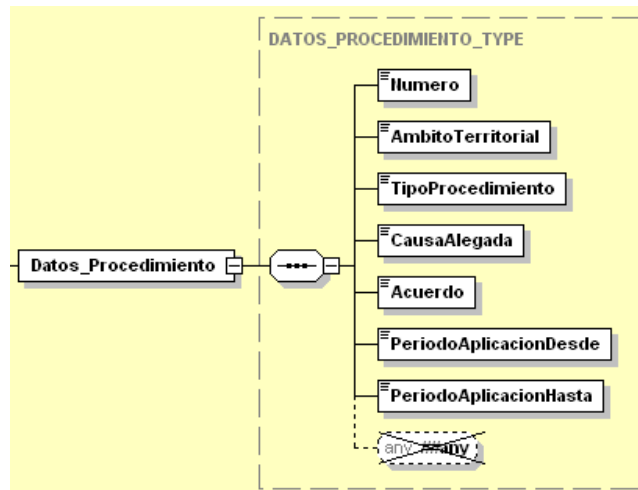 DATOS_PROCEDIMIENTO_TYPE
Numero
AmbitoTerritorial
TipoProcedimiento
CausaAlegada
Datos_Procedimiento
Acuerdo
PeriodoAplicacionDesde
PeriodoAplicacionHasta
any ##any